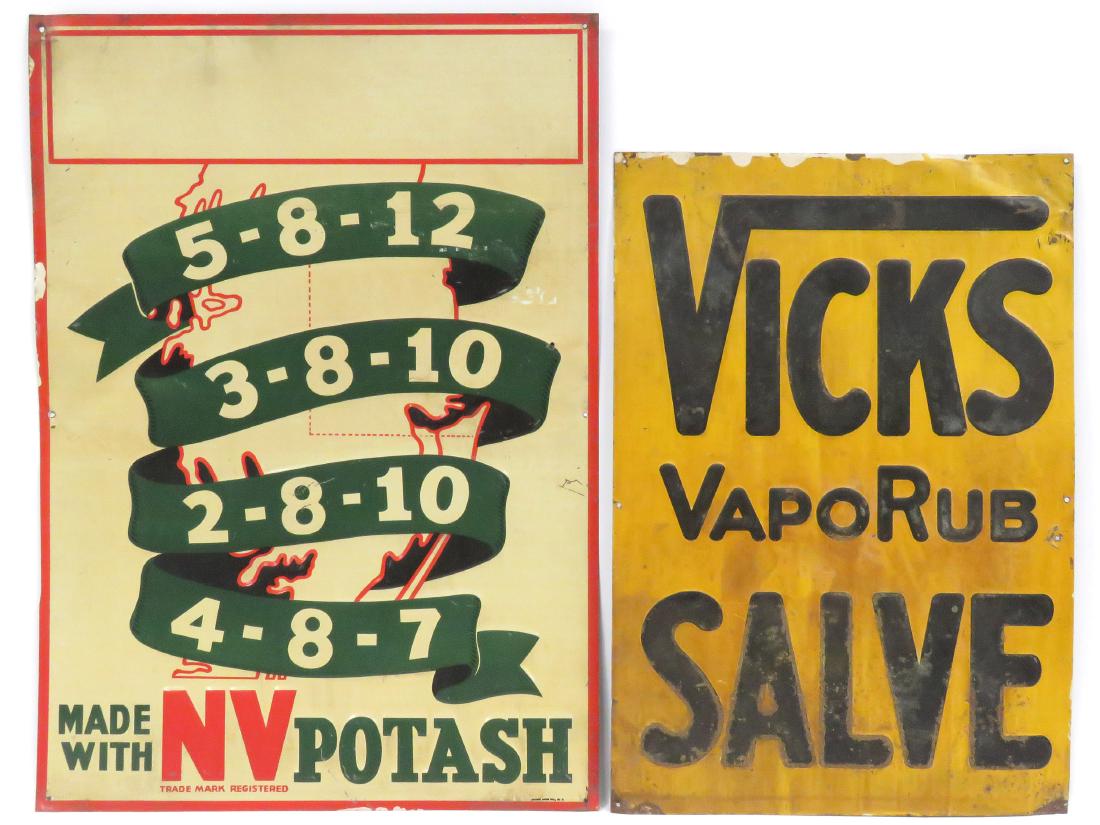 5-8-12
3-8-10
2-8-10
4-8-7
MADE
WITH NV POTASH
TRADE MARK REGISTERED
VICKS
VAPORUB
SALVE